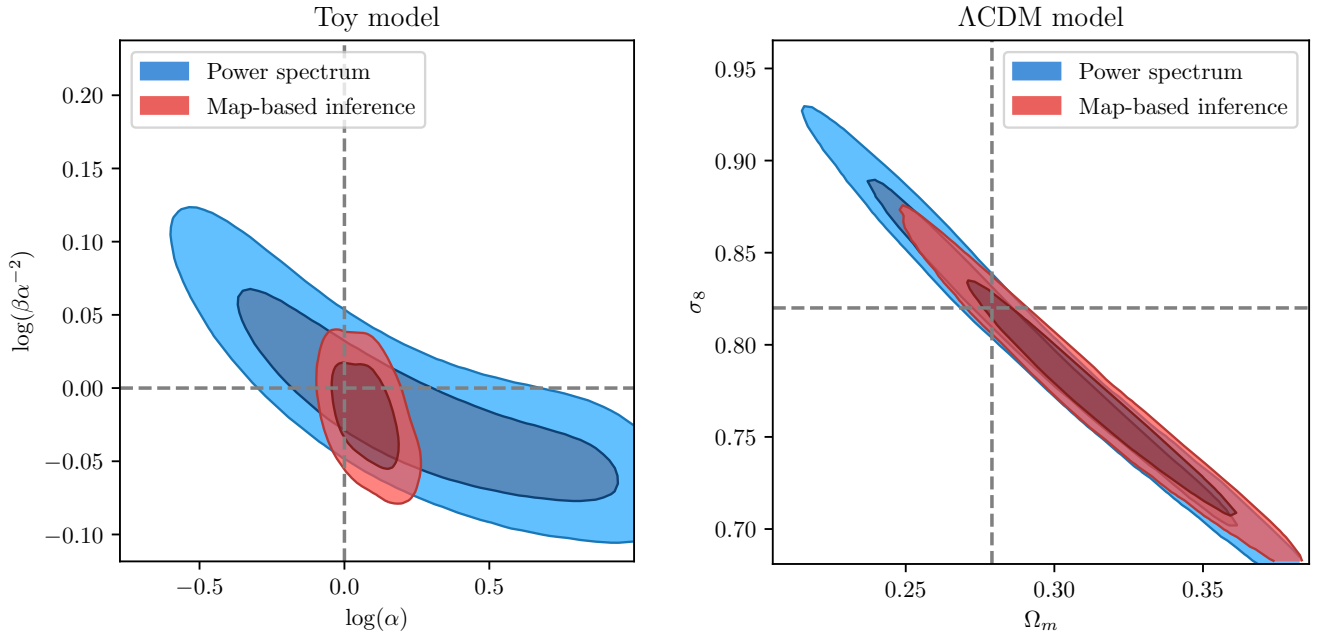 Toy model
Power spectrum
Map-based inference
0.20
0.15
0.10
0.05
0.00
−0.05
−0.10
log(βα⁻²)
−0.5
0.0
0.5
log(α)
ΛCDM model
Power spectrum
Map-based inference
0.95
0.90
0.85
0.80
0.75
0.70
σ₈
0.25
0.30
0.35
Ωₘ